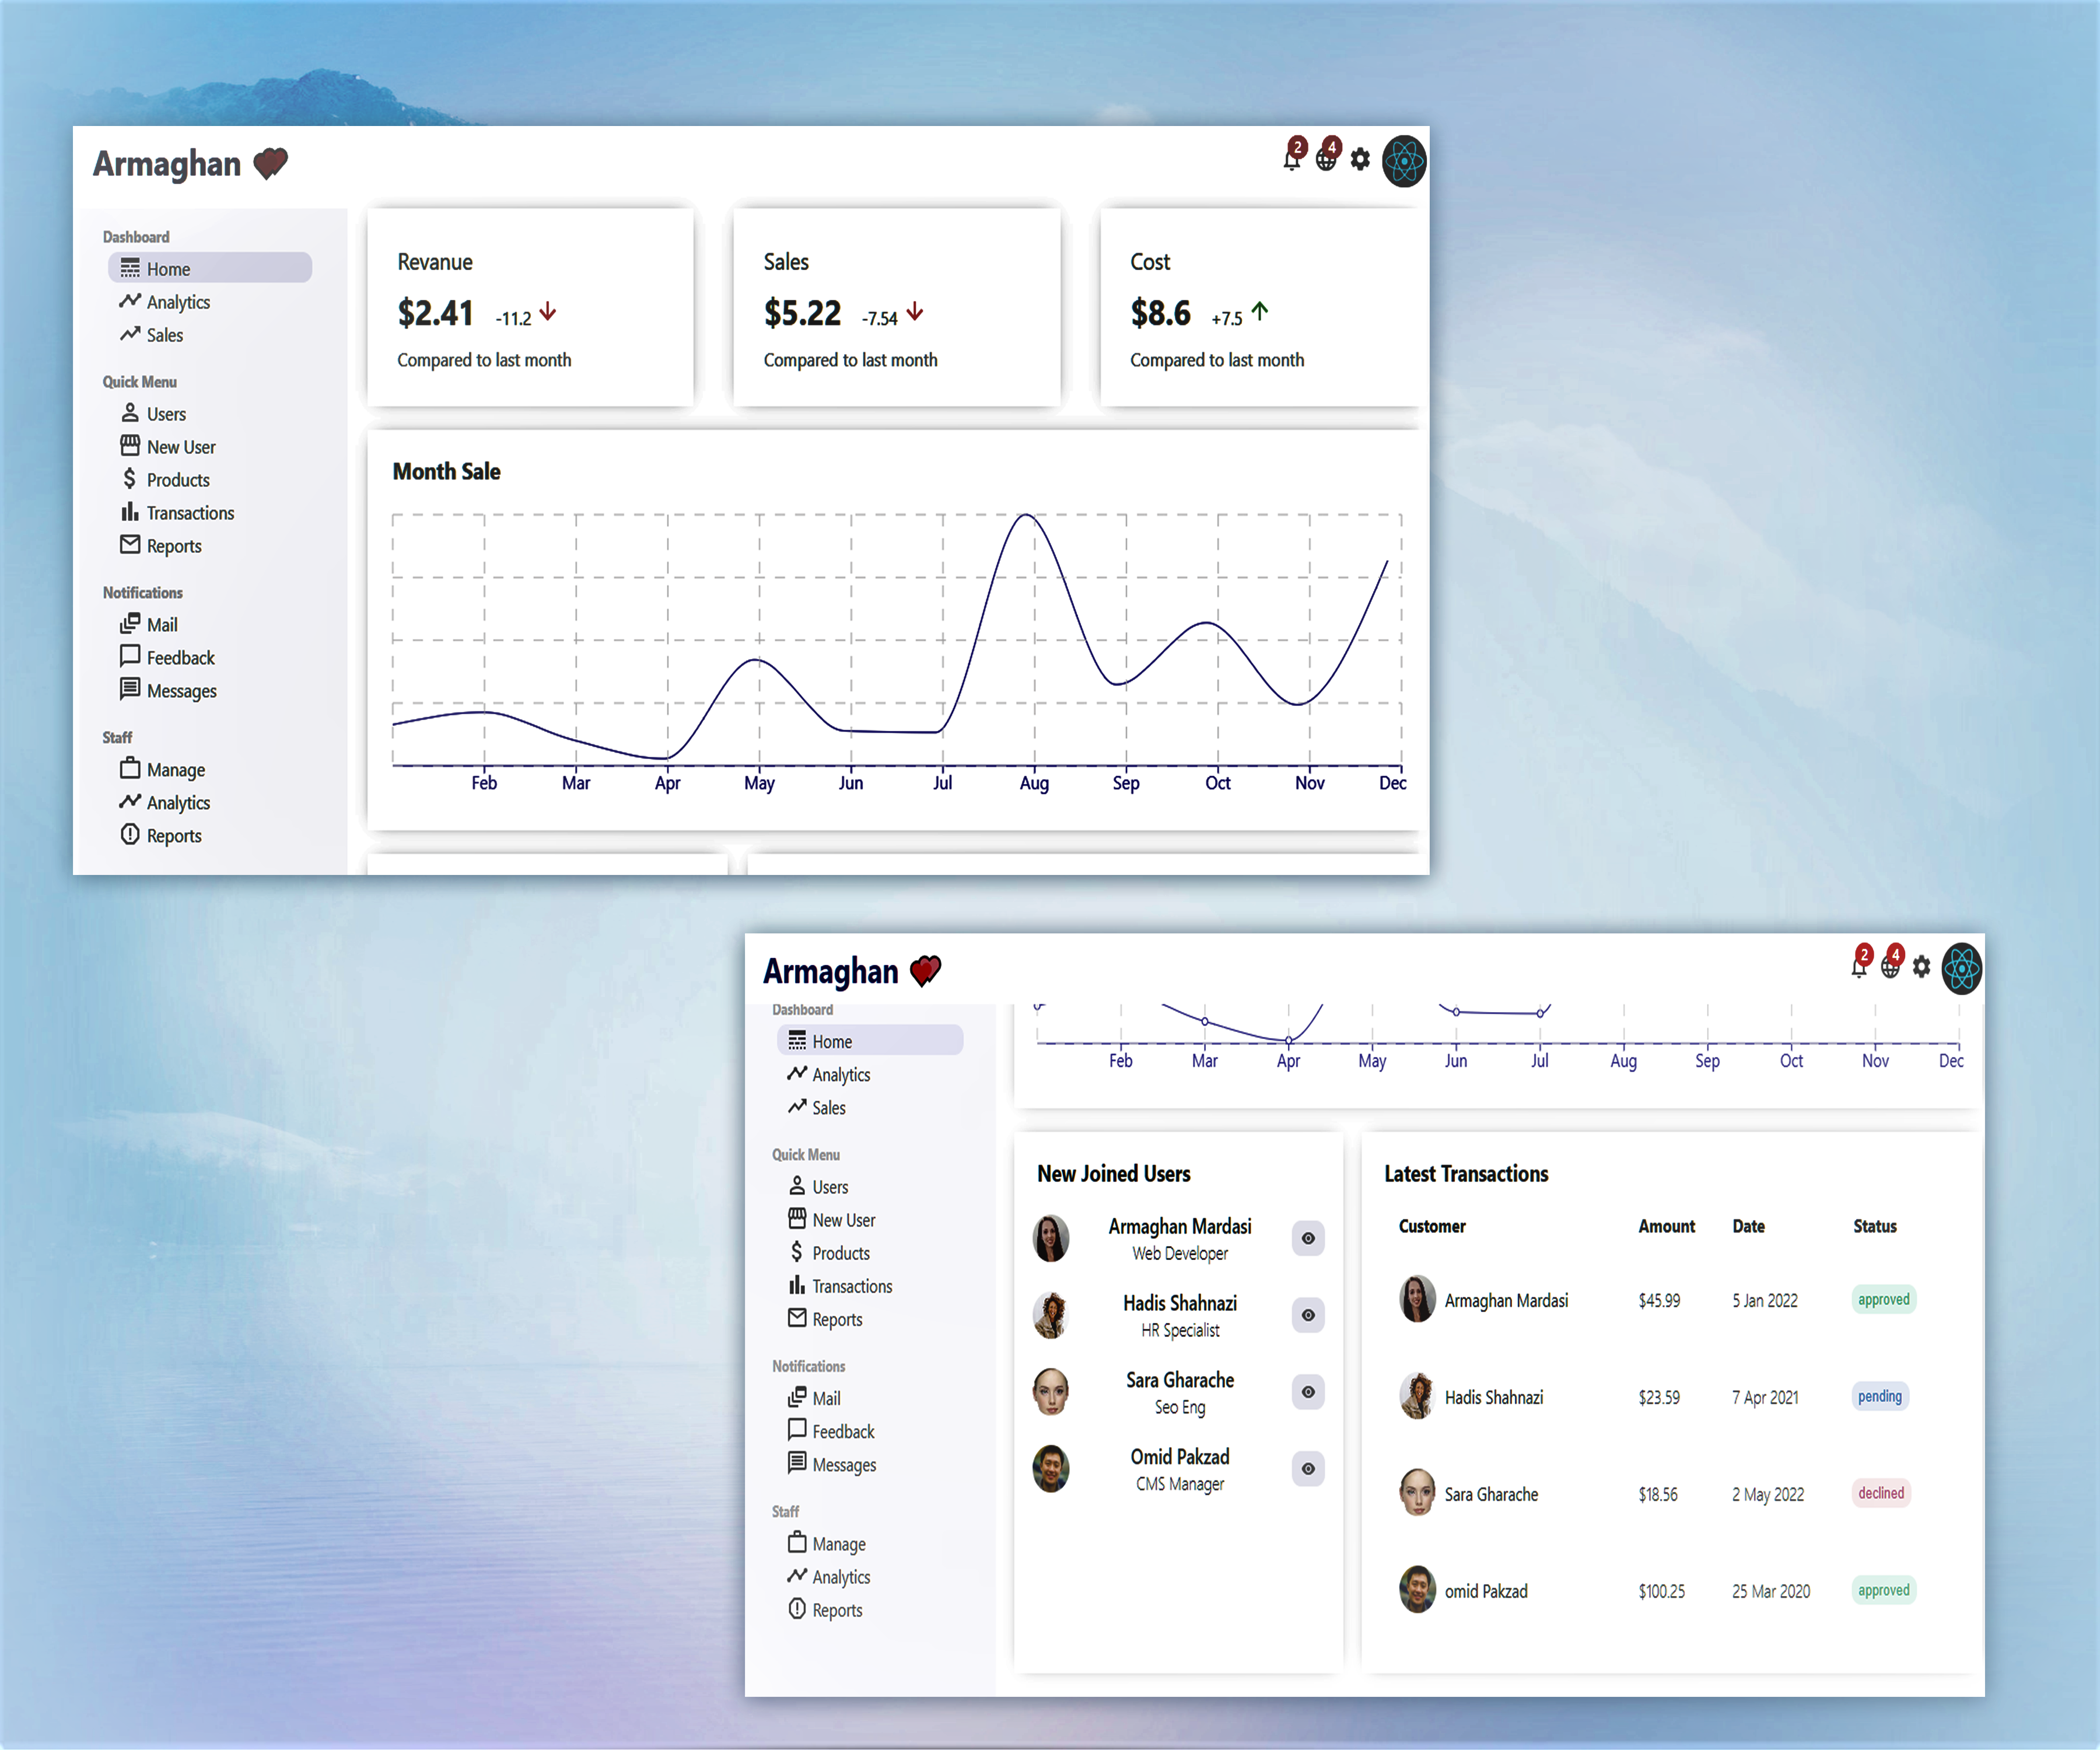 Armaghan
2 4
Dashboard
Home
Analytics
Sales
Quick Menu
Users
New User
Products
Transactions
Reports
Notifications
Mail
Feedback
Messages
Staff
Manage
Analytics
Reports
Revanue
$2.41 -11.2
Compared to last month
Sales
$5.22 -7.54
Compared to last month
Cost
$8.6 +7.5
Compared to last month
Month Sale
Feb Mar Apr May Jun Jul Aug Sep Oct Nov Dec
Armaghan
2 4
Dashboard
Home
Analytics
Sales
Quick Menu
Users
New User
Products
Transactions
Reports
Notifications
Mail
Feedback
Messages
Staff
Manage
Analytics
Reports
Feb Mar Apr May Jun Jul Aug Sep Oct Nov Dec
New Joined Users
Armaghan Mardasi
Web Developer
Hadis Shahnazi
HR Specialist
Sara Gharache
Seo Eng
Omid Pakzad
CMS Manager
Latest Transactions
Customer Amount Date Status
Armaghan Mardasi $45.99 5 Jan 2022 approved
Hadis Shahnazi $23.59 7 Apr 2021 pending
Sara Gharache $18.56 2 May 2022 declined
omid Pakzad $100.25 25 Mar 2020 approved